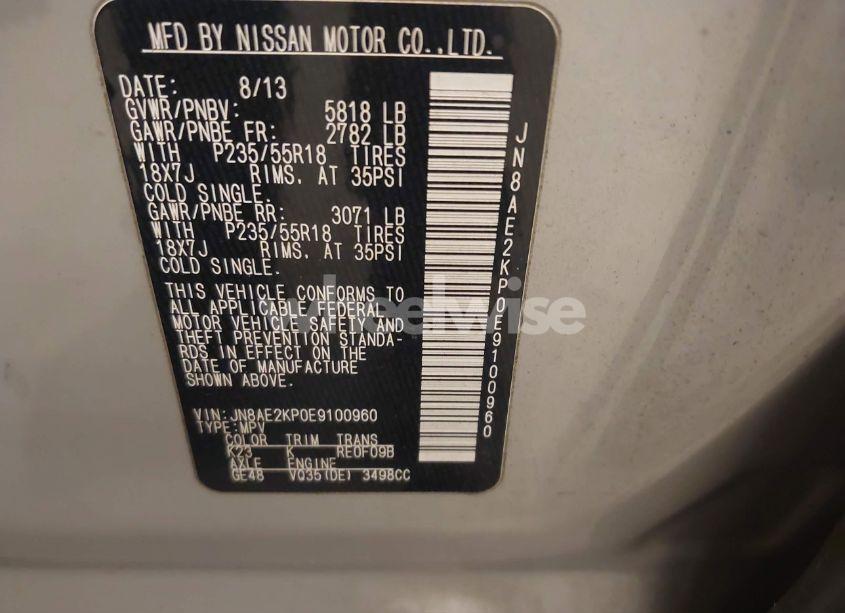 MFD BY NISSAN MOTOR CO.,LTD.
DATE: 8/13
GVWR/PNBV: 5818 LB
GAWR/PNBE FR: 2782 LB
WITH P235/55R18 TIRES
18X7J RIMS. AT 35PSI
COLD SINGLE.
GAWR/PNBE RR: 3071 LB
WITH P235/55R18 TIRES
18X7J RIMS. AT 35PSI
COLD SINGLE.
THIS VEHICLE CONFORMS TO
ALL APPLICABLE FEDERAL
MOTOR VEHICLE SAFETY AND
THEFT PREVENTION STANDA-
RDS IN EFFECT ON THE
DATE OF MANUFACTURE
SHOWN ABOVE.
VIN:JN8AE2KP0E9100960
TYPE:MPV
COLOR TRIM TRANS
K23 K RE0F09B
AXLE ENGINE
GE48 VQ35(DE) 3498CC
JN8AE2KP0E9100960
wheelwise